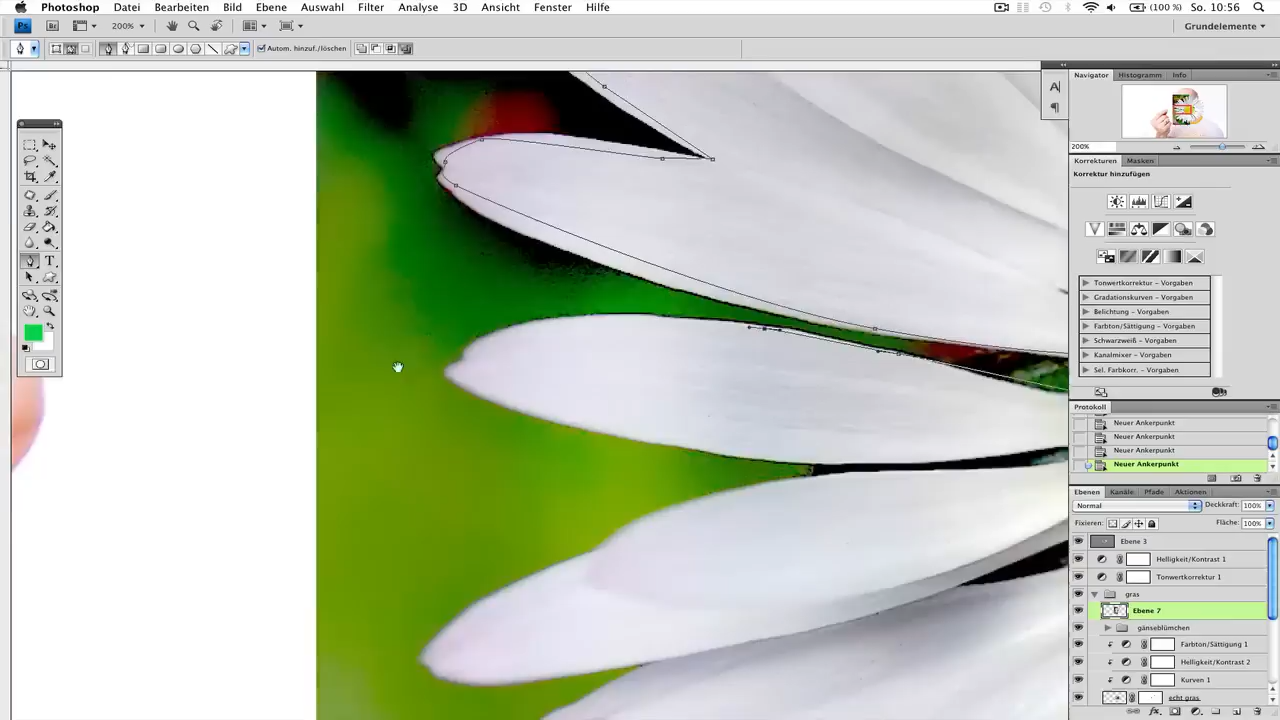 Photoshop Datei Bearbeiten Bild Ebene Auswahl Filter Analyse 3D Ansicht Fenster Hilfe
(100 %) So. 10:56
Ps Br 200% Grundelemente
Autom. hinzuf./löschen
Navigator Histogramm Info
A
200%
Korrekturen Masken
Korrektur hinzufügen
Tonwertkorrektur – Vorgaben
Gradationskurven – Vorgaben
Belichtung – Vorgaben
Farbton/Sättigung – Vorgaben
Schwarzweiß – Vorgaben
Kanalmixer – Vorgaben
Sel. Farbkorr. – Vorgaben
Protokoll
Neuer Ankerpunkt
Neuer Ankerpunkt
Neuer Ankerpunkt
Neuer Ankerpunkt
Ebenen Kanäle Pfade Aktionen
Normal Deckkraft: 100%
Fixieren: Fläche: 100%
Ebene 3
Helligkeit/Kontrast 1
Tonwertkorrektur 1
gras
Ebene 7
gänseblümchen
Farbton/Sättigung 1
Helligkeit/Kontrast 2
Kurven 1
echt gras
fx
T